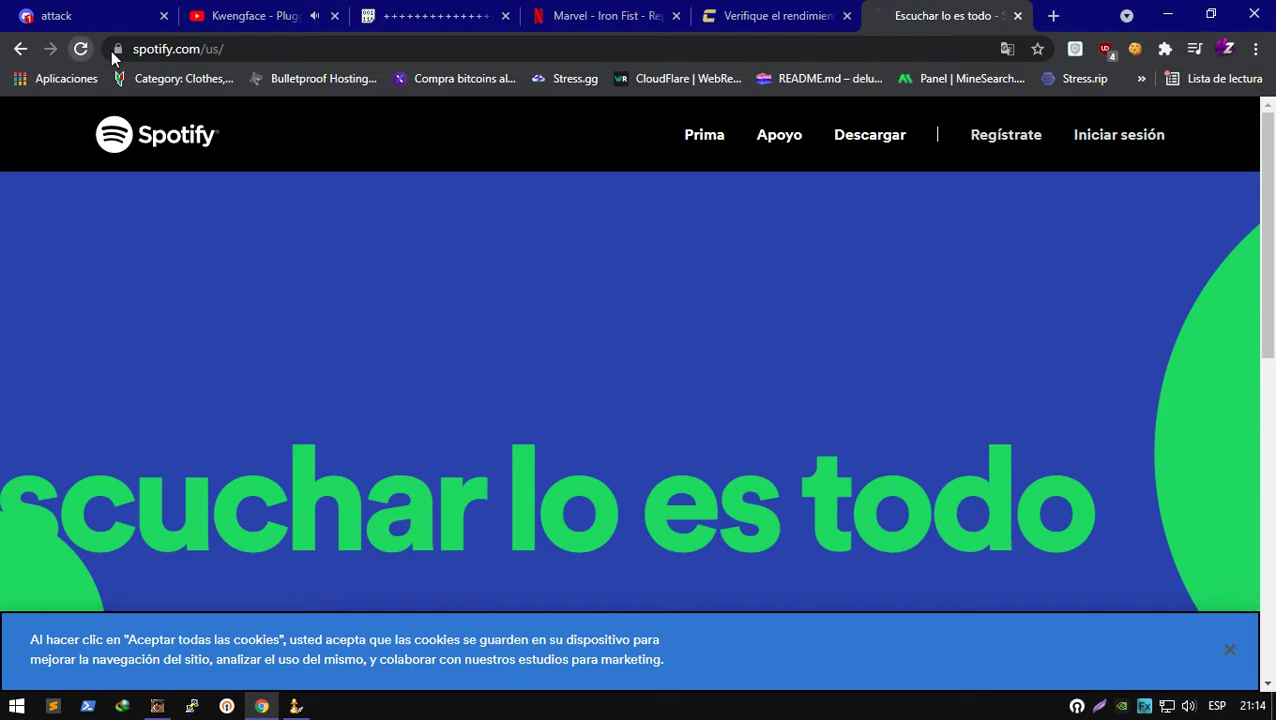 attack
Kwengface - Plugg
+++++++++++++++
Marvel - Iron Fist - Rep
Verifique el rendimien
Escuchar lo es todo - S
spotify.com/us/
4
Aplicaciones
Category: Clothes,...
Bulletproof Hosting...
Compra bitcoins al...
Stress.gg
CloudFlare | WebRe...
README.md – delu...
Panel | MineSearch....
Stress.rip
»
Lista de lectura
Spotify
Prima
Apoyo
Descargar
Regístrate
Iniciar sesión
scuchar lo es todo
Al hacer clic en "Aceptar todas las cookies", usted acepta que las cookies se guarden en su dispositivo para
mejorar la navegación del sitio, analizar el uso del mismo, y colaborar con nuestros estudios para marketing.
ESP
21:14